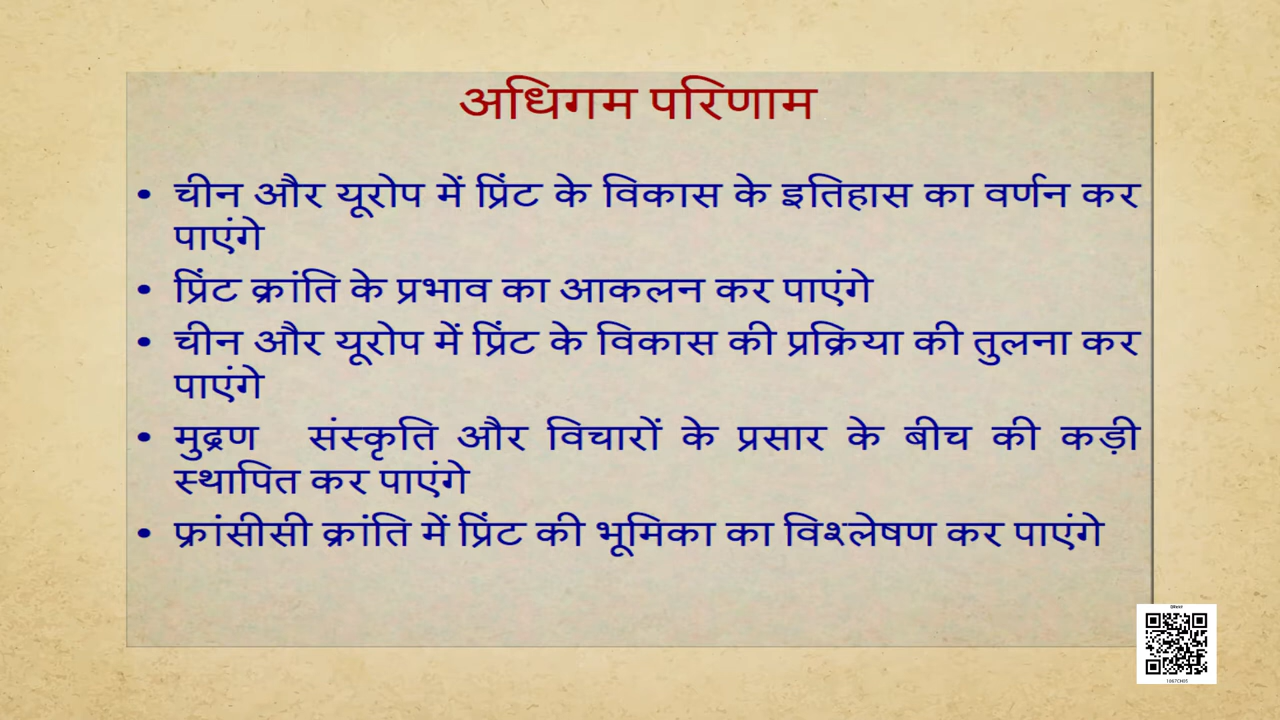 अधिगम परिणाम
• चीन और यूरोप में प्रिंट के विकास के इतिहास का वर्णन कर
पाएंगे
• प्रिंट क्रांति के प्रभाव का आकलन कर पाएंगे
• चीन और यूरोप में प्रिंट के विकास की प्रक्रिया की तुलना कर
पाएंगे
• मुद्रण संस्कृति और विचारों के प्रसार के बीच की कड़ी
स्थापित कर पाएंगे
• फ्रांसीसी क्रांति में प्रिंट की भूमिका का विश्लेषण कर पाएंगे